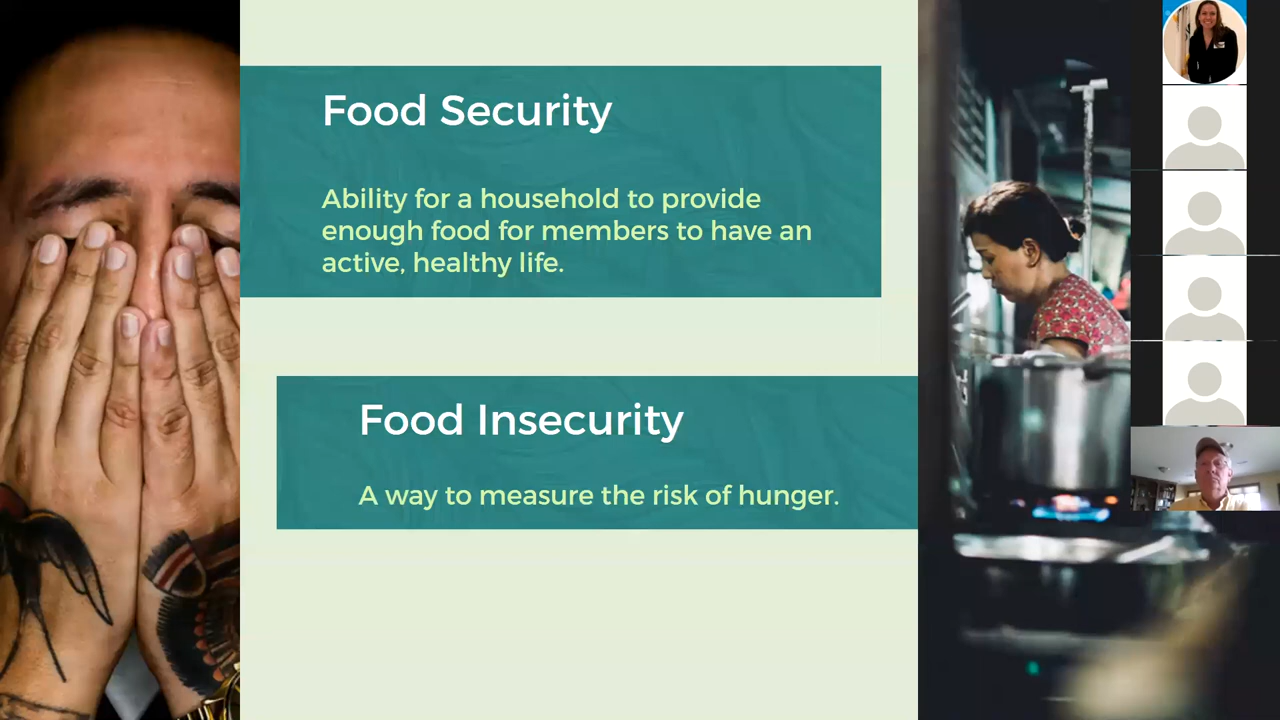 Food Security
Ability for a household to provide
enough food for members to have an
active, healthy life.
Food Insecurity
A way to measure the risk of hunger.